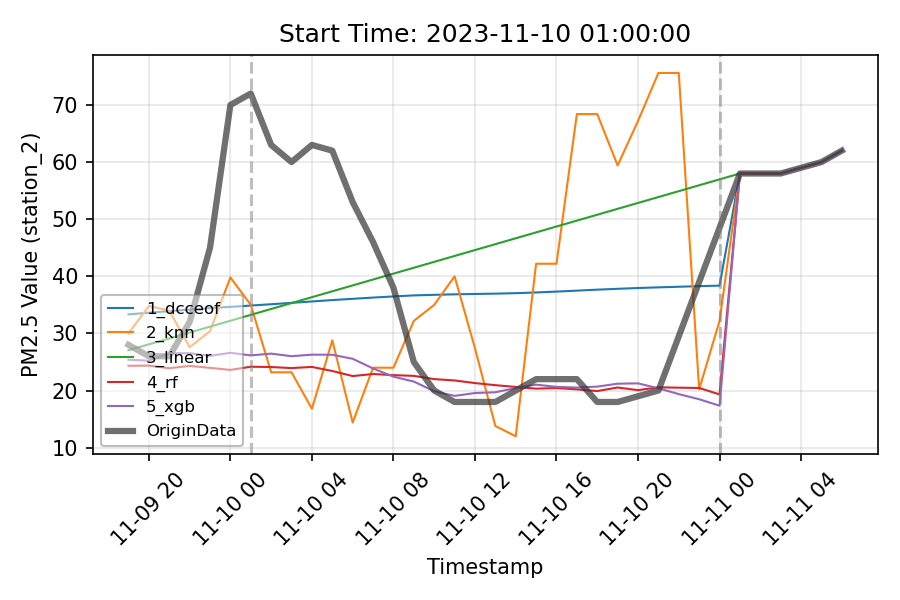 Start Time: 2023-11-10 01:00:00
PM2.5 Value (station_2)
70
60
50
40
30
20
10
1_dcceof
2_knn
3_linear
4_rf
5_xgb
OriginData
11-09 20
11-10 00
11-10 04
11-10 08
11-10 12
11-10 16
11-10 20
11-11 00
11-11 04
Timestamp